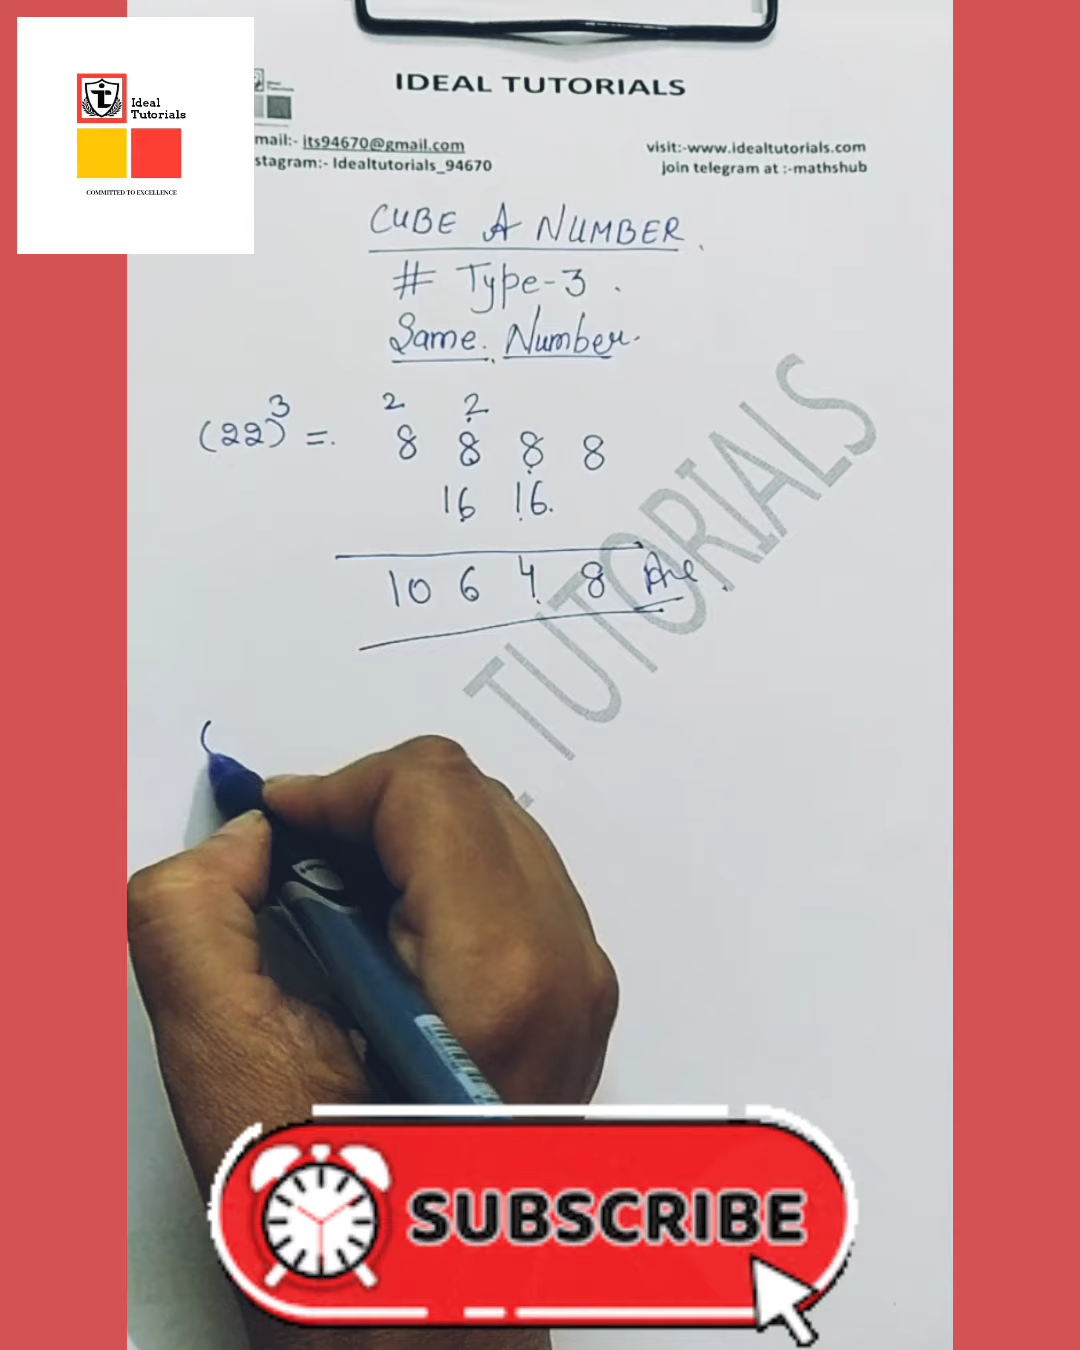 Ideal
Tutorials
COMMITTED TO EXCELLENCE
IDEAL TUTORIALS
mail:- its94670@gmail.com
visit:-www.idealtutorials.com
stagram:- Idealtutorials_94670
join telegram at :-mathshub
CUBE A NUMBER.
# Type-3.
Same. Number.
2 2
(22)³ =. 8 8 8 8
16 16.
10 6 4 8
TUTORIALS
(
SUBSCRIBE